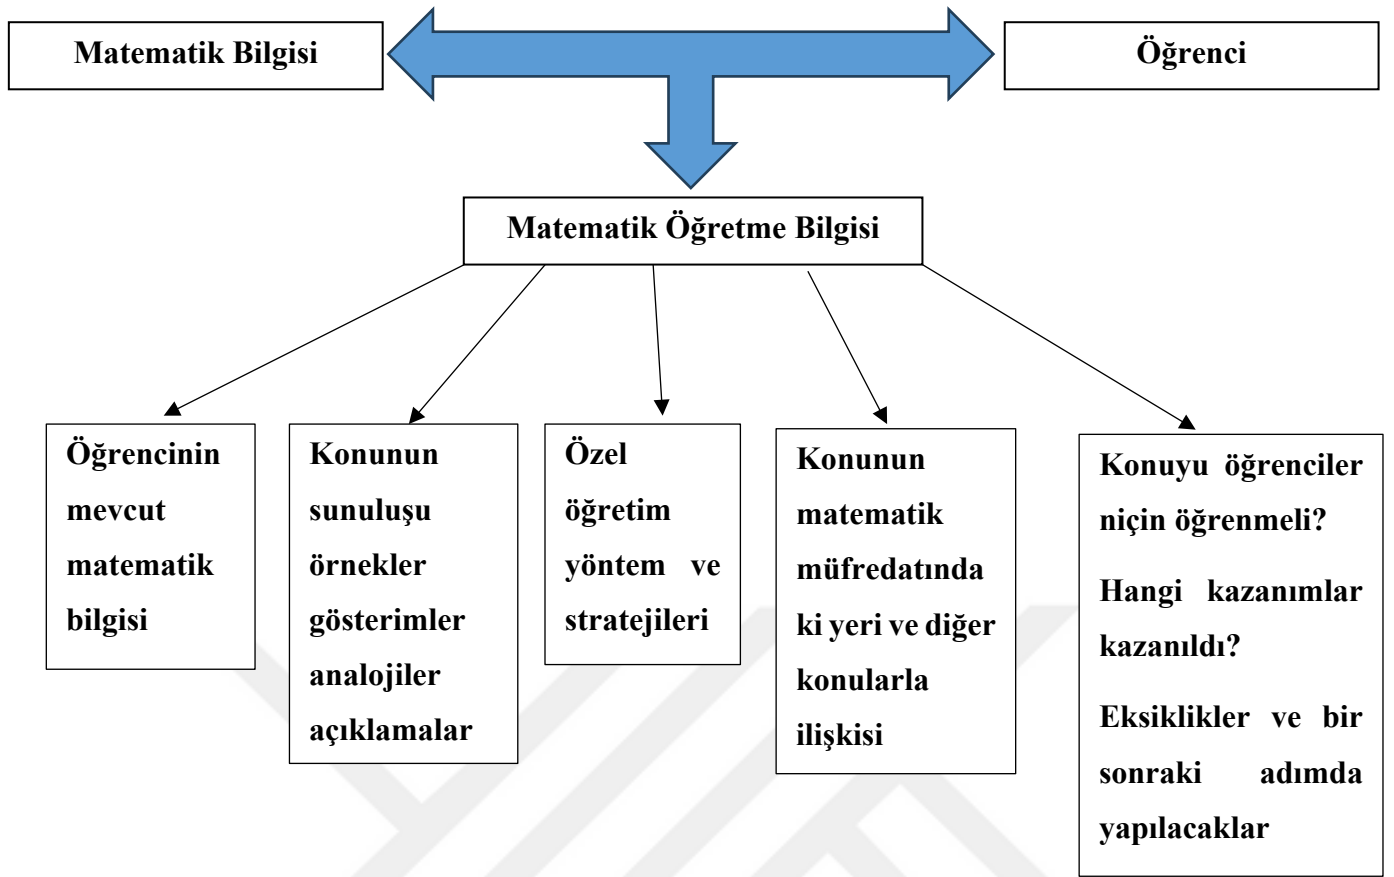 Matematik Bilgisi
Öğrenci
Matematik Öğretme Bilgisi
Öğrencinin
mevcut
matematik
bilgisi
Konunun
sunuluşu
örnekler
gösterimler
analojiler
açıklamalar
Özel
öğretim
yöntem ve
stratejileri
Konunun
matematik
müfredatında
ki yeri ve diğer
konularla
ilişkisi
Konuyu öğrenciler
niçin öğrenmeli?
Hangi kazanımlar
kazanıldı?
Eksiklikler ve bir
sonraki adımda
yapılacaklar